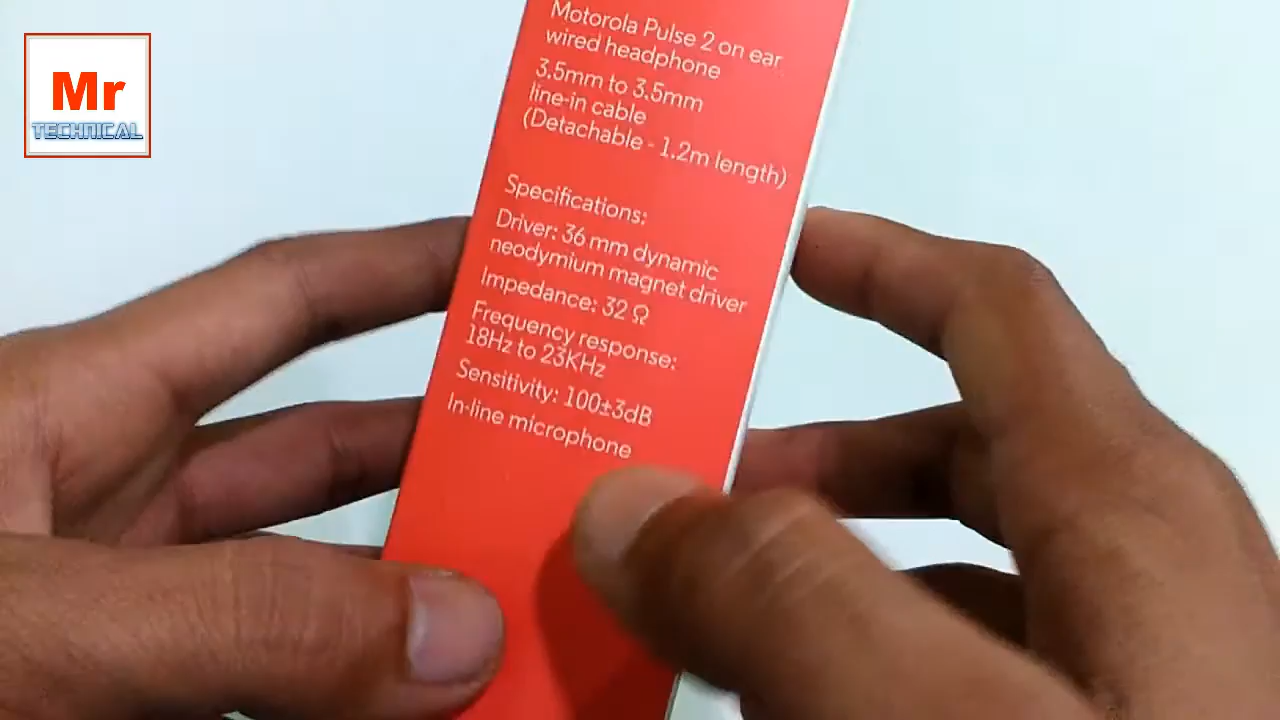 Mr
TECHNICAL
Motorola Pulse 2 on ear
wired headphone
3.5mm to 3.5mm
line-in cable
(Detachable - 1.2m length)
Specifications:
Driver: 36 mm dynamic
neodymium magnet driver
Impedance: 32 Ω
Frequency response:
18Hz to 23KHz
Sensitivity: 100±3dB
In-line microphone